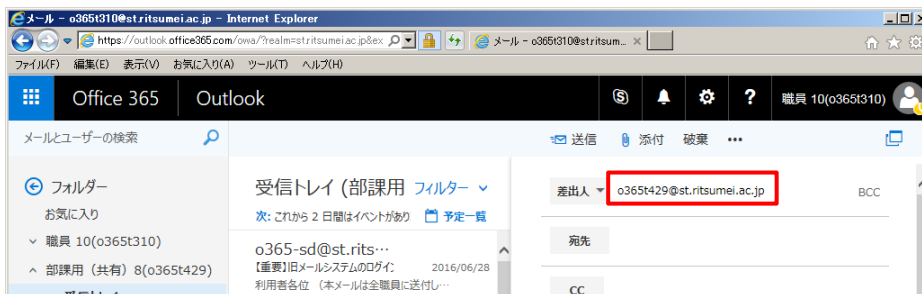 メール - o365t310@st.ritsumei.ac.jp - Internet Explorer
https://outlook.office365.com/owa/?realm=st.ritsumei.ac.jp&ex
メール - o365t310@st.ritsum...
ファイル(F) 編集(E) 表示(V) お気に入り(A) ツール(T) ヘルプ(H)
Office 365 Outlook
職員 10(o365t310)
メールとユーザーの検索
送信 添付 破棄 •••
フォルダー
お気に入り
職員 10(o365t310)
部課用（共有）8(o365t429)
受信トレイ (部課用 フィルター
次: これから 2 日間はイベントがあり 予定一覧
o365-sd@st.rits…
【重要】旧メールシステムのログイン 2016/06/28
利用者各位 （本メールは全職員に送付し…
差出人 o365t429@st.ritsumei.ac.jp BCC
宛先
CC